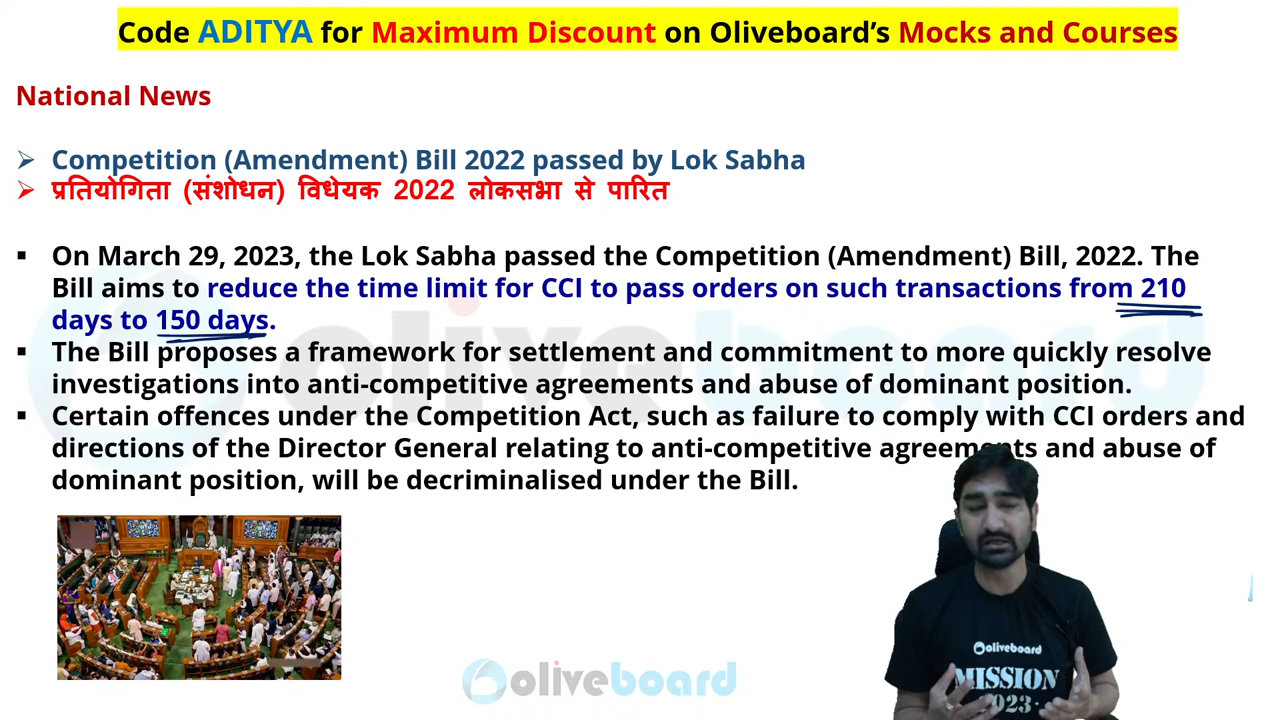 Code ADITYA for Maximum Discount on Oliveboard’s Mocks and Courses
National News
➢ Competition (Amendment) Bill 2022 passed by Lok Sabha
➢ प्रतियोगिता (संशोधन) विधेयक 2022 लोकसभा से पारित
▪ On March 29, 2023, the Lok Sabha passed the Competition (Amendment) Bill, 2022. The
Bill aims to reduce the time limit for CCI to pass orders on such transactions from 210
days to 150 days.
▪ The Bill proposes a framework for settlement and commitment to more quickly resolve
investigations into anti-competitive agreements and abuse of dominant position.
▪ Certain offences under the Competition Act, such as failure to comply with CCI orders and
directions of the Director General relating to anti-competitive agreements and abuse of
dominant position, will be decriminalised under the Bill.
oliveboard
oliveboard
MISSION
2023